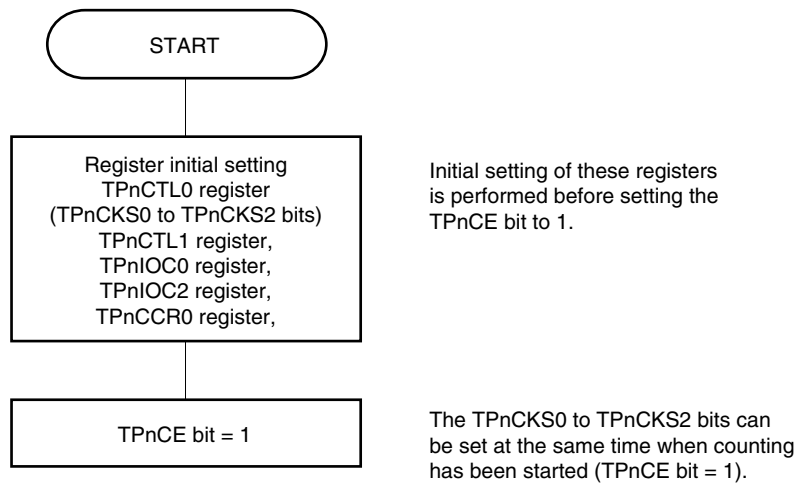 START
Register initial setting
TPnCTL0 register
(TPnCKS0 to TPnCKS2 bits)
TPnCTL1 register,
TPnIOC0 register,
TPnIOC2 register,
TPnCCR0 register,
Initial setting of these registers
is performed before setting the
TPnCE bit to 1.
TPnCE bit = 1
The TPnCKS0 to TPnCKS2 bits can
be set at the same time when counting
has been started (TPnCE bit = 1).